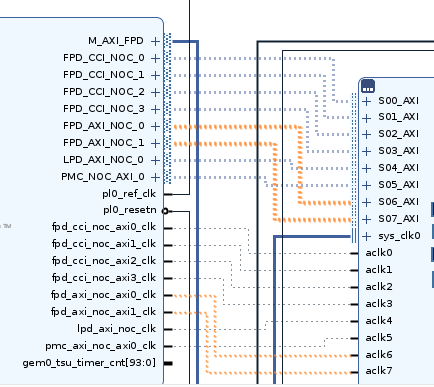 M_AXI_FPD
FPD_CCI_NOC_0
FPD_CCI_NOC_1
FPD_CCI_NOC_2
FPD_CCI_NOC_3
FPD_AXI_NOC_0
FPD_AXI_NOC_1
LPD_AXI_NOC_0
PMC_NOC_AXI_0
pl0_ref_clk
pl0_resetn
fpd_cci_noc_axi0_clk
fpd_cci_noc_axi1_clk
fpd_cci_noc_axi2_clk
fpd_cci_noc_axi3_clk
fpd_axi_noc_axi0_clk
fpd_axi_noc_axi1_clk
lpd_axi_noc_clk
pmc_axi_noc_axi0_clk
gem0_tsu_timer_cnt[93:0]
TM
S00_AXI
S01_AXI
S02_AXI
S03_AXI
S04_AXI
S05_AXI
S06_AXI
S07_AXI
sys_clk0
aclk0
aclk1
aclk2
aclk3
aclk4
aclk5
aclk6
aclk7